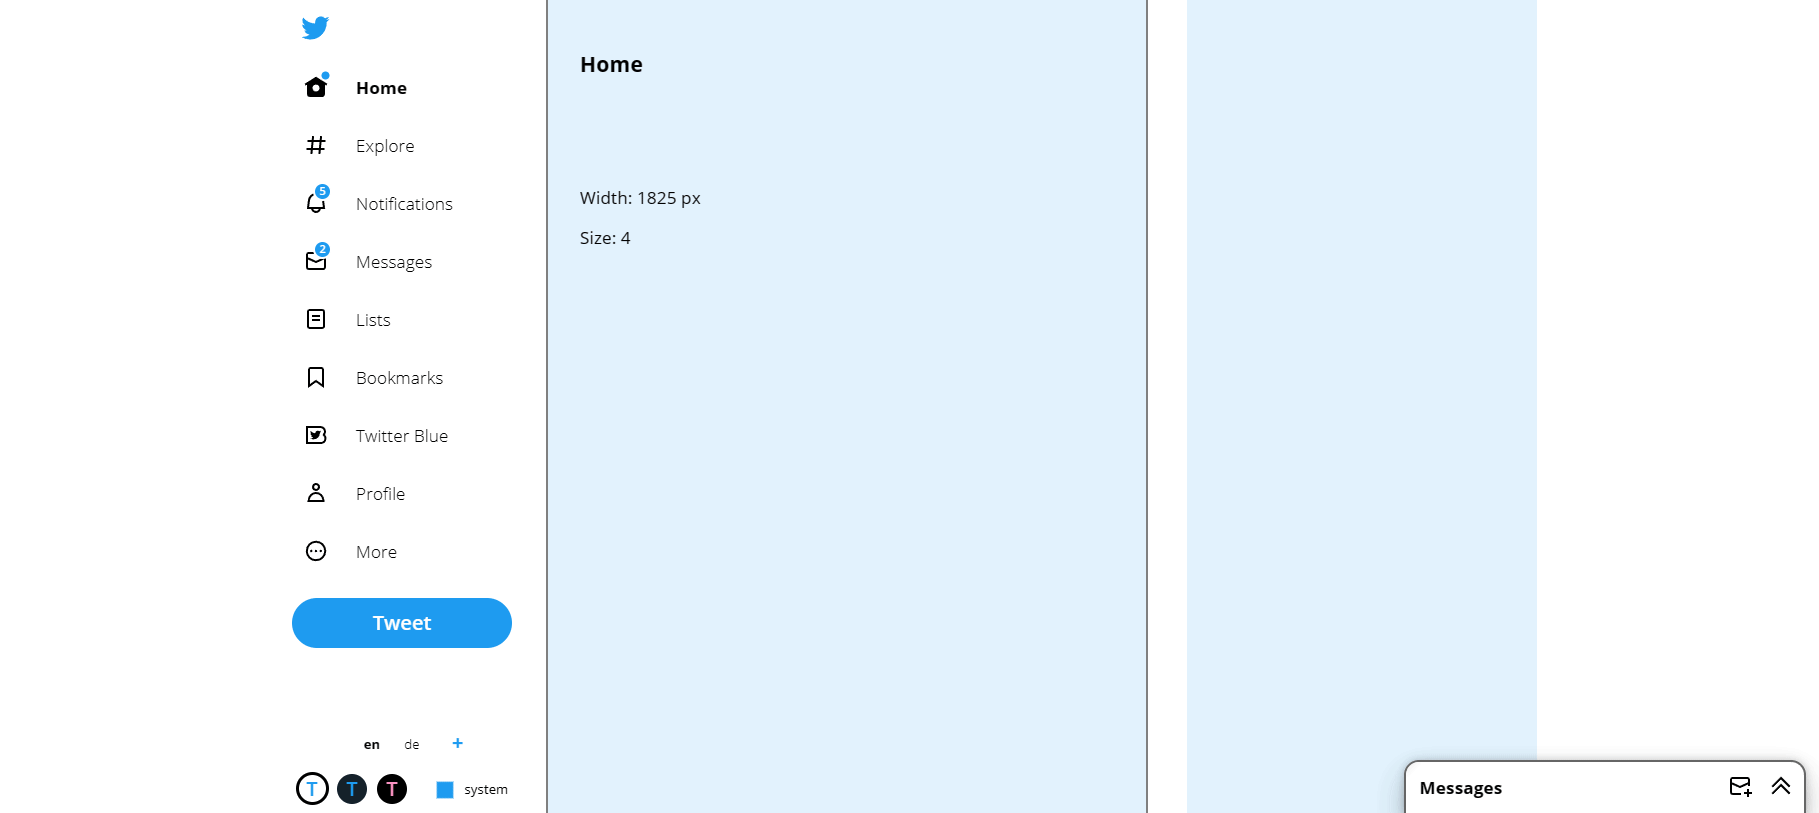 Home
Explore
5
Notifications
2
Messages
Lists
Bookmarks
Twitter Blue
Profile
More
Tweet
en de +
T T T system
Home
Width: 1825 px
Size: 4
Messages